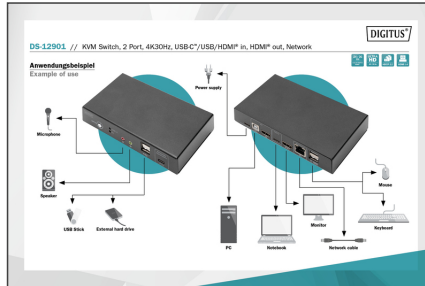 DIGITUS®
DS-12901 // KVM Switch, 2 Port, 4K30Hz, USB-C™/USB/HDMI® in, HDMI® out, Network
Anwendungsbeispiel
Example of use
Power supply
Microphone
Speaker
USB Stick
External hard drive
PC
Notebook
Monitor
Network cable
Mouse
Keyboard